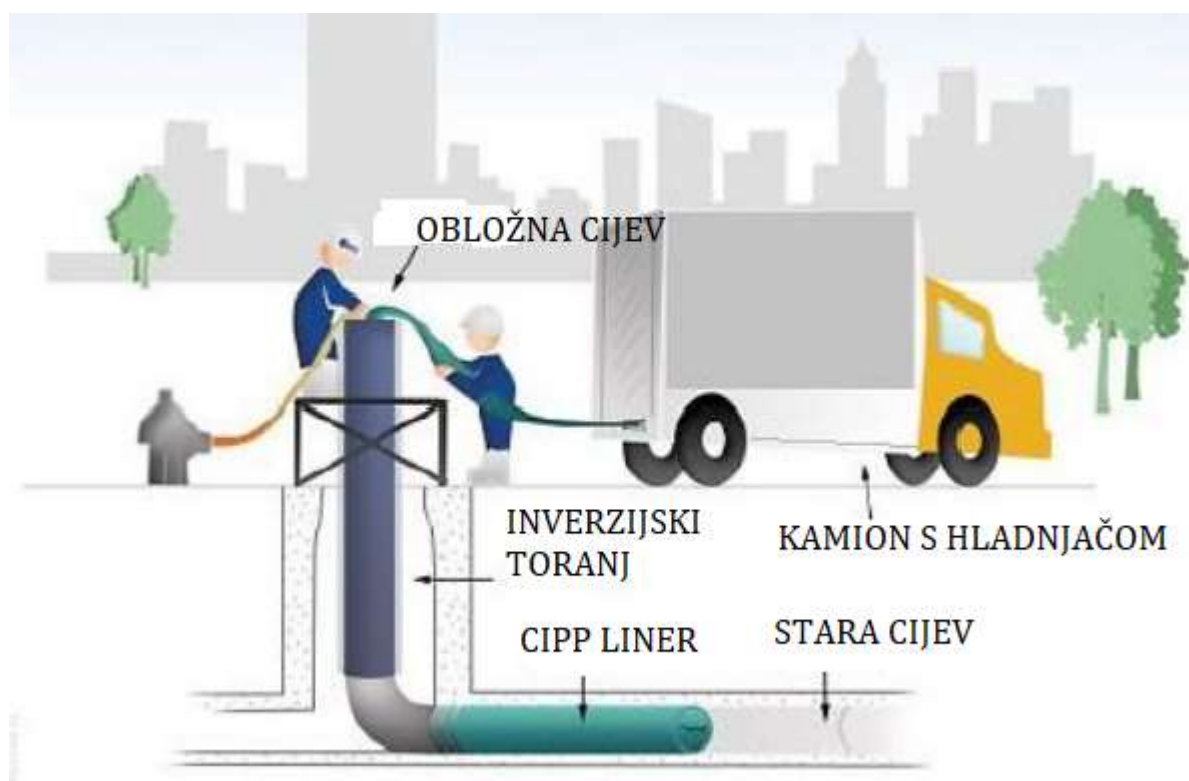 OBLOŽNA CIJEV
INVERZIJSKI
TORANJ
KAMION S HLADNJAČOM
CIPP LINER
STARA CIJEV